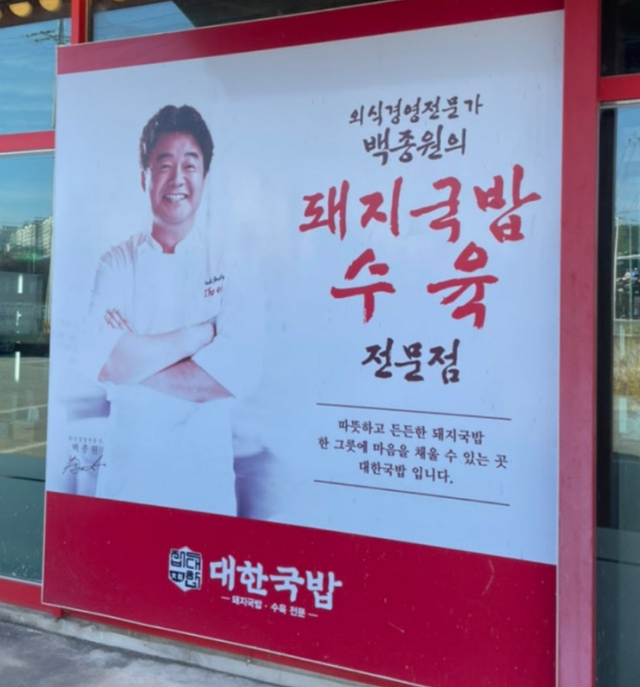 외식경영전문가
백종원의
돼지국밥
수육
전문점
따뜻하고 든든한 돼지국밥
한 그릇에 마음을 채울 수 있는 곳
대한국밥 입니다.
백종원
대한국밥
돼지국밥 · 수육 전문